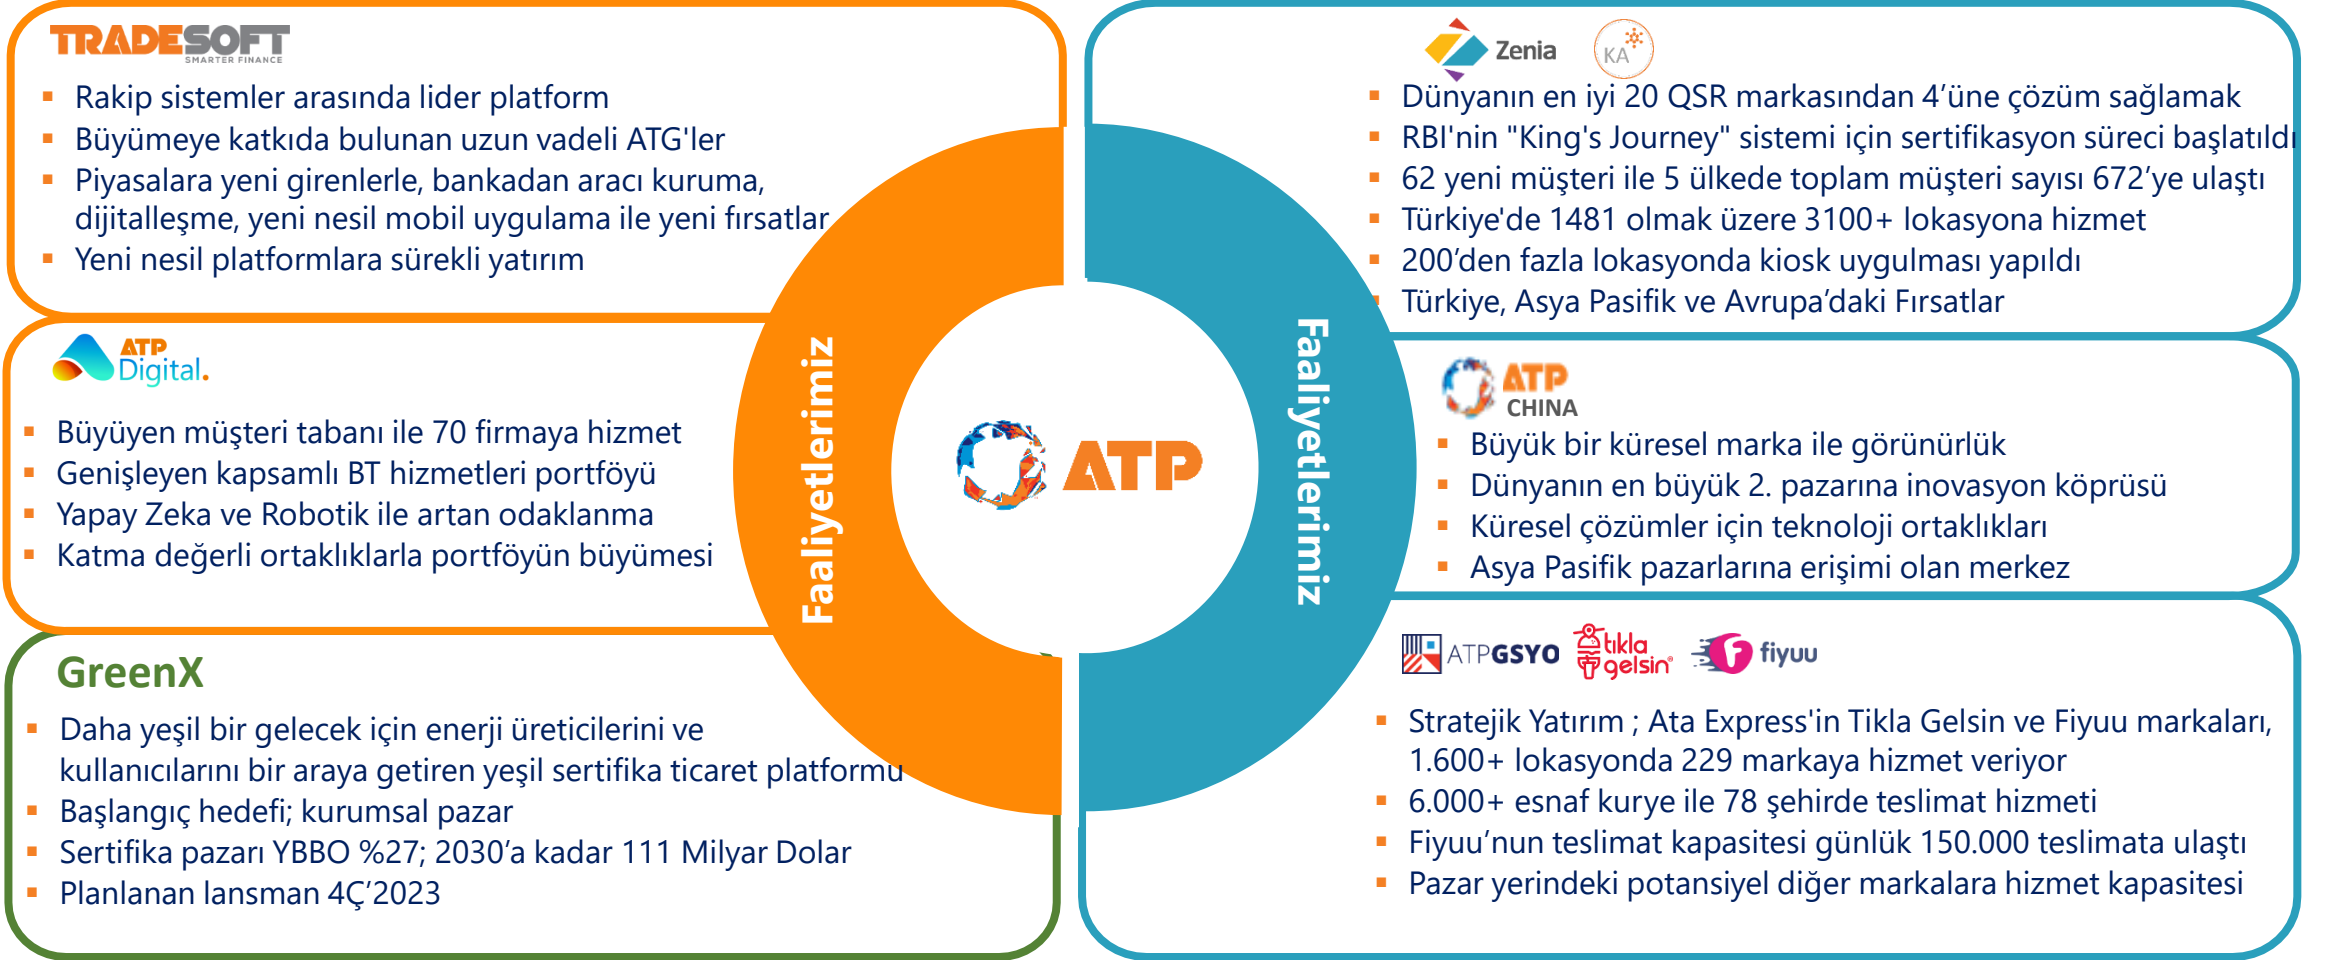 TRADESOFT
SMARTER FINANCE
Rakip sistemler arasında lider platform
Büyümeye katkıda bulunan uzun vadeli ATG'ler
Piyasalara yeni girenlerle, bankadan aracı kuruma,
dijitalleşme, yeni nesil mobil uygulama ile yeni fırsatlar
Yeni nesil platformlara sürekli yatırım
ATP
Digital.
Büyüyen müşteri tabanı ile 70 firmaya hizmet
Genişleyen kapsamlı BT hizmetleri portföyü
Yapay Zeka ve Robotik ile artan odaklanma
Katma değerli ortaklıklarla portföyün büyümesi
GreenX
Daha yeşil bir gelecek için enerji üreticilerini ve
kullanıcılarını bir araya getiren yeşil sertifika ticaret platformu
Başlangıç hedefi; kurumsal pazar
Sertifika pazarı YBBO %27; 2030’a kadar 111 Milyar Dolar
Planlanan lansman 4Ç’2023
Faaliyetlerimiz
ATP
Faaliyetlerimiz
Zenia
KA
Dünyanın en iyi 20 QSR markasından 4’üne çözüm sağlamak
RBI'nin "King's Journey" sistemi için sertifikasyon süreci başlatıldı
62 yeni müşteri ile 5 ülkede toplam müşteri sayısı 672’ye ulaştı
Türkiye'de 1481 olmak üzere 3100+ lokasyona hizmet
200’den fazla lokasyonda kiosk uygulması yapıldı
Türkiye, Asya Pasifik ve Avrupa’daki Fırsatlar
ATP
CHINA
Büyük bir küresel marka ile görünürlük
Dünyanın en büyük 2. pazarına inovasyon köprüsü
Küresel çözümler için teknoloji ortaklıkları
Asya Pasifik pazarlarına erişimi olan merkez
ATPGSYO
tıkla
gelsin®
fiyuu
Stratejik Yatırım ; Ata Express'in Tikla Gelsin ve Fiyuu markaları,
1.600+ lokasyonda 229 markaya hizmet veriyor
6.000+ esnaf kurye ile 78 şehirde teslimat hizmeti
Fiyuu’nun teslimat kapasitesi günlük 150.000 teslimata ulaştı
Pazar yerindeki potansiyel diğer markalara hizmet kapasitesi